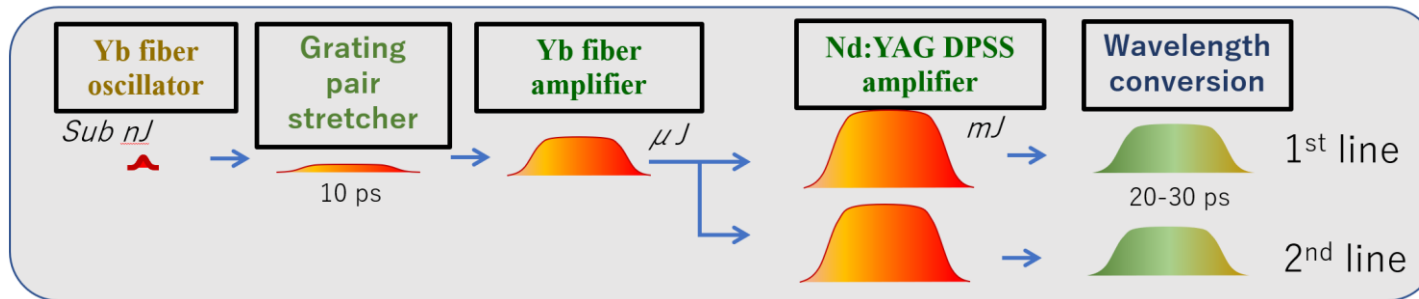 Yb fiber
oscillator
Grating
pair
stretcher
Yb fiber
amplifier
Nd:YAG DPSS
amplifier
Wavelength
conversion
Sub nJ
μJ
mJ
1st line
10 ps
20-30 ps
2nd line